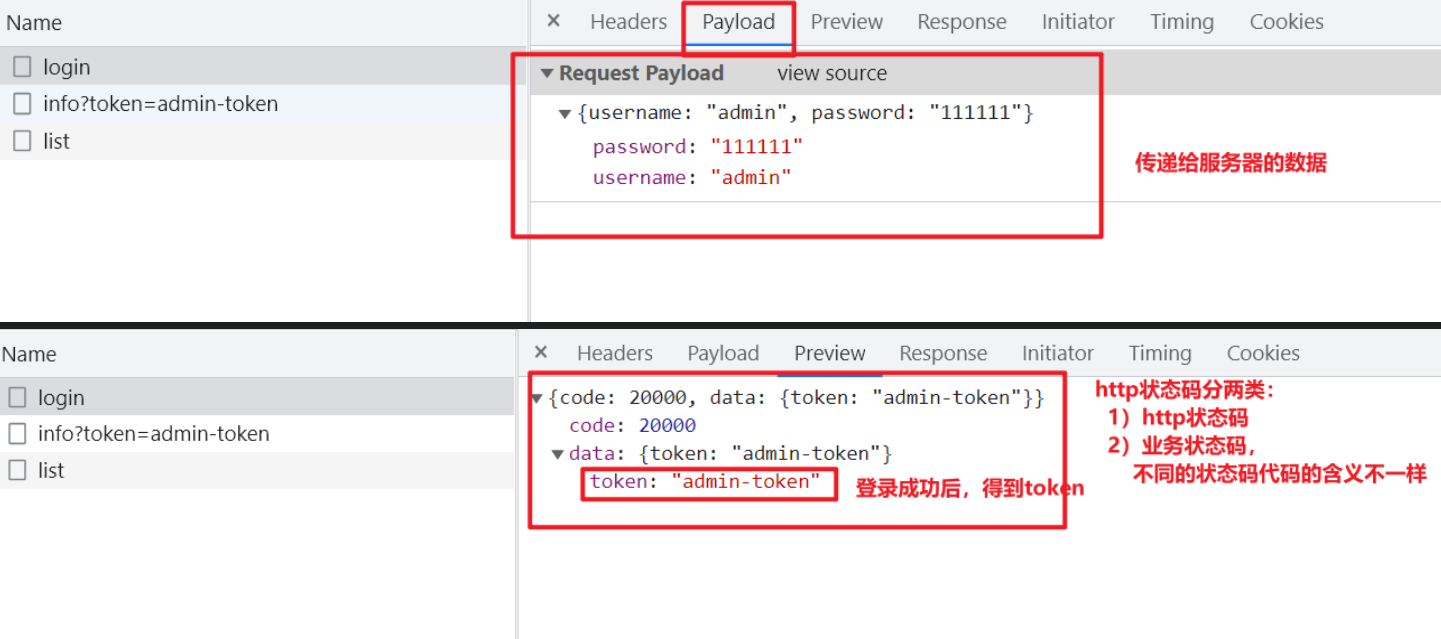 Name
× Headers Payload Preview Response Initiator Timing Cookies
login
▼Request Payload view source
info?token=admin-token
▼{username: "admin", password: "111111"}
list
password: "111111"
传递给服务器的数据
username: "admin"
Name
× Headers Payload Preview Response Initiator Timing Cookies
login
▼{code: 20000, data: {token: "admin-token"}}
http状态码分两类：
code: 20000
1）http状态码
info?token=admin-token
▼data: {token: "admin-token"}
2）业务状态码，
list
token: "admin-token"
登录成功后，得到token
不同的状态码代码的含义不一样